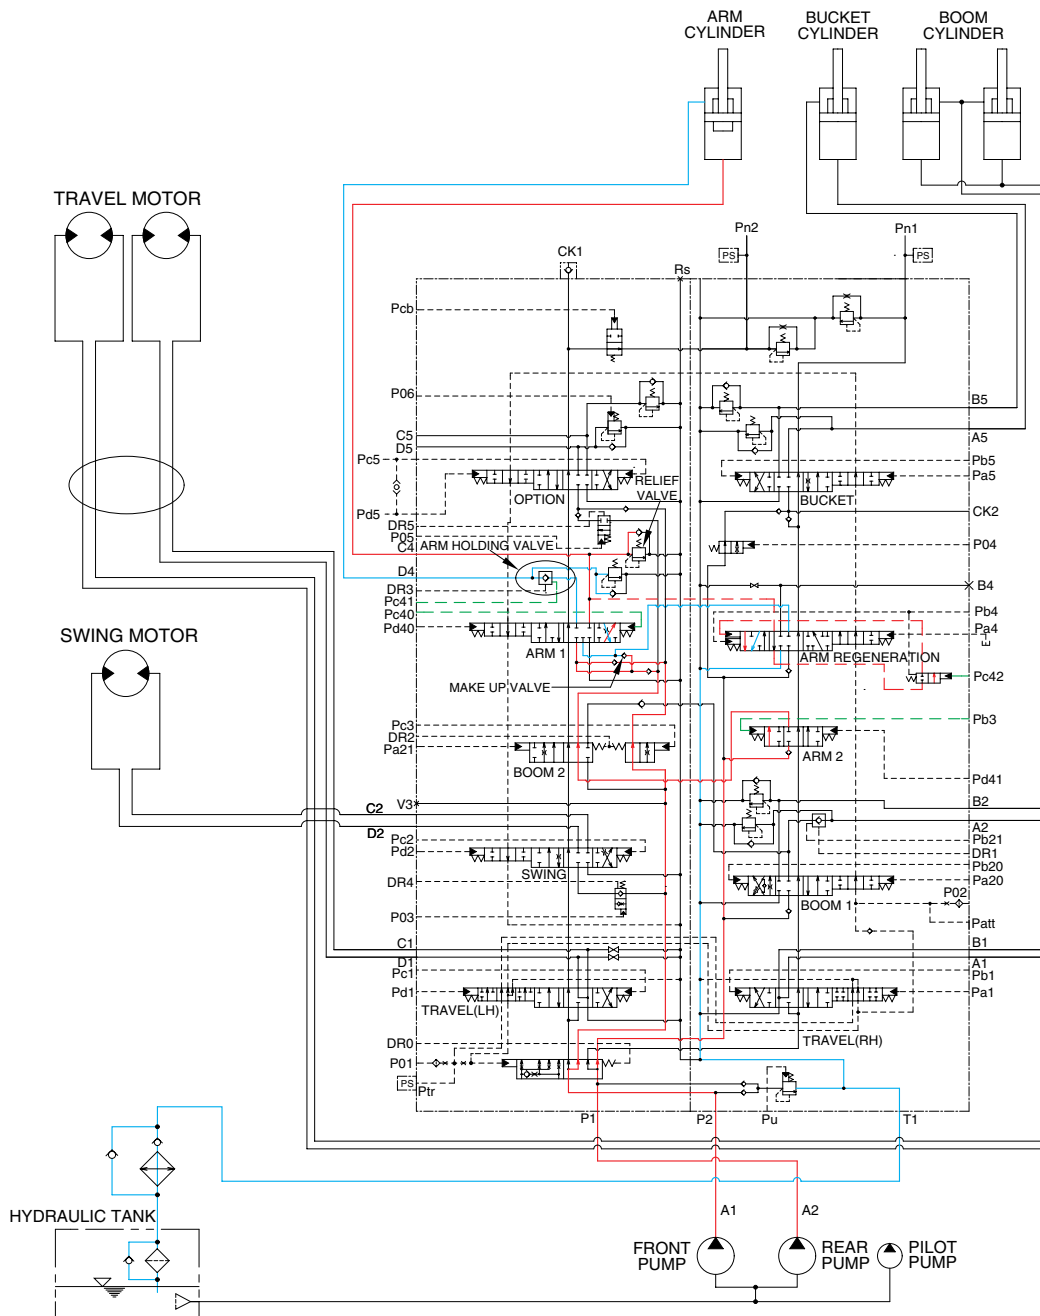 ARM
CYLINDER
BUCKET
CYLINDER
BOOM
CYLINDER
TRAVEL MOTOR
Pn2
Pn1
PS
PS
CK1
Rs
Pcb
P06
B5
C5
D5
A5
Pc5
Pb5
Pa5
OPTION
RELIEF
VALVE
BUCKET
Pd5
CK2
DR5
P05
C4
ARM HOLDING VALVE
P04
D4
B4
DR3
Pc41
Pc40
Pb4
Pd40
Pa4
SWING MOTOR
ARM 1
ARM REGENERATION
E
MAKE UP VALVE
Pc42
Pc3
Pb3
DR2
Pa21
BOOM 2
ARM 2
Pd41
V3
C2
B2
D2
A2
Pc2
Pb21
Pd2
DR1
SWING
Pb20
DR4
Pa20
BOOM 1
P02
P03
Patt
C1
B1
D1
A1
Pc1
Pb1
Pd1
Pa1
TRAVEL(LH)
TRAVEL(RH)
DR0
P01
PS
Ptr
P1
P2
Pu
T1
HYDRAULIC TANK
A1
A2
FRONT
PUMP
REAR
PUMP
PILOT
PUMP